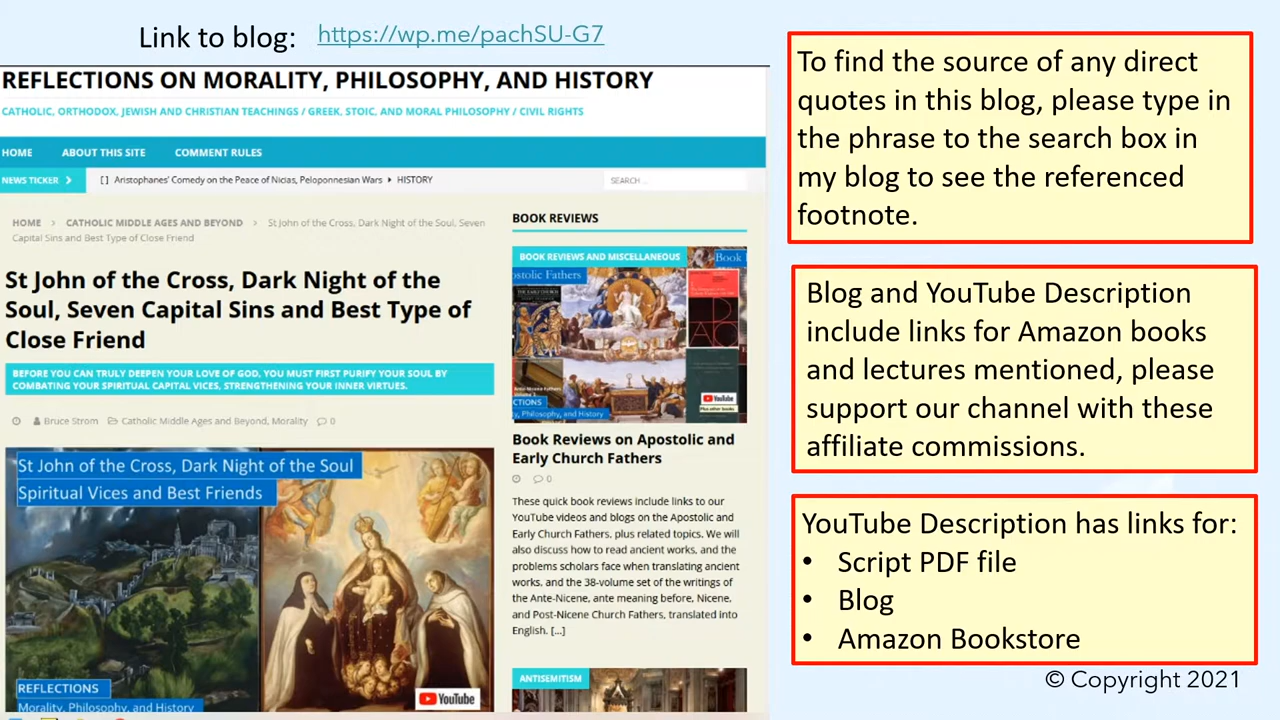 Link to blog: https://wp.me/pachSU-G7
REFLECTIONS ON MORALITY, PHILOSOPHY, AND HISTORY
CATHOLIC, ORTHODOX, JEWISH AND CHRISTIAN TEACHINGS / GREEK, STOIC, AND MORAL PHILOSOPHY / CIVIL RIGHTS
HOME ABOUT THIS SITE COMMENT RULES
NEWS TICKER [ ] Aristophanes' Comedy on the Peace of Nicias, Peloponnesian Wars HISTORY SEARCH ...
HOME > CATHOLIC MIDDLE AGES AND BEYOND > St John of the Cross, Dark Night of the Soul, Seven
Capital Sins and Best Type of Close Friend
St John of the Cross, Dark Night of the
Soul, Seven Capital Sins and Best Type of
Close Friend
BEFORE YOU CAN TRULY DEEPEN YOUR LOVE OF GOD, YOU MUST FIRST PURIFY YOUR SOUL BY
COMBATING YOUR SPIRITUAL CAPITAL VICES, STRENGTHENING YOUR INNER VIRTUES.
Bruce Strom Catholic Middle Ages and Beyond, Morality 0
St John of the Cross, Dark Night of the Soul
Spiritual Vices and Best Friends
REFLECTIONS
Morality, Philosophy, and History
YouTube
BOOK REVIEWS
BOOK REVIEWS AND MISCELLANEOUS
Book
ostolic Fathers
CTIONS
y, Philosophy, and History
YouTube
Book Reviews on Apostolic and
Early Church Fathers
0
These quick book reviews include links to our
YouTube videos and blogs on the Apostolic and
Early Church Fathers, plus related topics. We will
also discuss how to read ancient works, and the
problems scholars face when translating ancient
works, and the 38-volume set of the writings of
the Ante-Nicene, ante meaning before, Nicene,
and Post-Nicene Church Fathers, translated into
English. [...]
ANTISEMITISM
To find the source of any direct
quotes in this blog, please type in
the phrase to the search box in
my blog to see the referenced
footnote.
Blog and YouTube Description
include links for Amazon books
and lectures mentioned, please
support our channel with these
affiliate commissions.
YouTube Description has links for:
• Script PDF file
• Blog
• Amazon Bookstore
© Copyright 2021